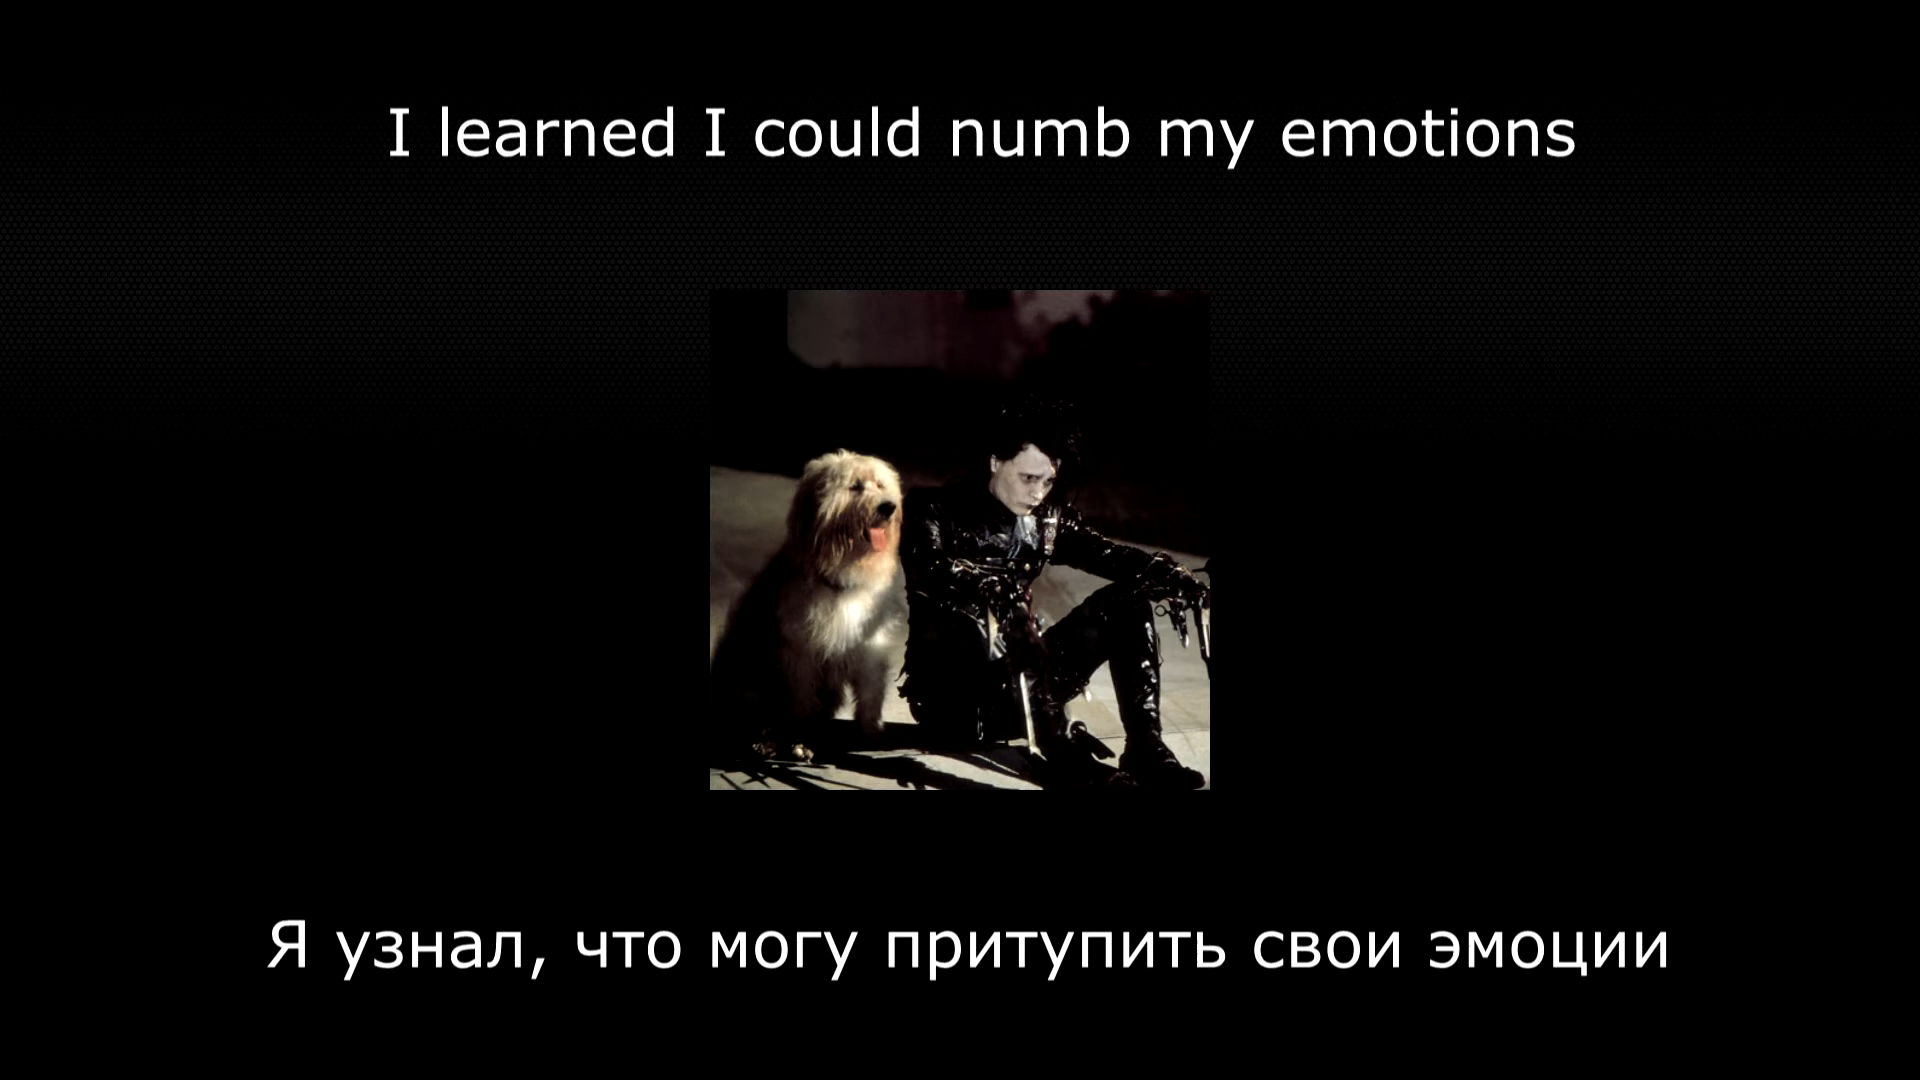 I learned I could numb my emotions
Я узнал, что могу притупить свои эмоции